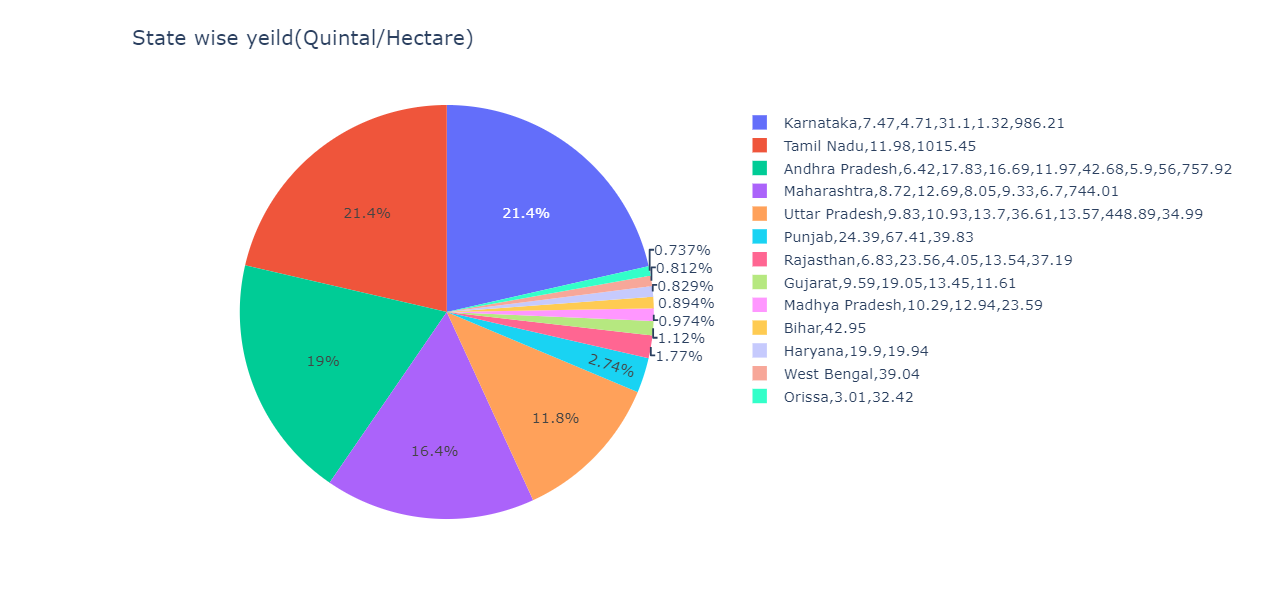 State wise yeild(Quintal/Hectare)
21.4%
21.4%
19%
16.4%
11.8%
2.74%
0.737%
0.812%
0.829%
0.894%
0.974%
1.12%
1.77%
Karnataka,7.47,4.71,31.1,1.32,986.21
Tamil Nadu,11.98,1015.45
Andhra Pradesh,6.42,17.83,16.69,11.97,42.68,5.9,56,757.92
Maharashtra,8.72,12.69,8.05,9.33,6.7,744.01
Uttar Pradesh,9.83,10.93,13.7,36.61,13.57,448.89,34.99
Punjab,24.39,67.41,39.83
Rajasthan,6.83,23.56,4.05,13.54,37.19
Gujarat,9.59,19.05,13.45,11.61
Madhya Pradesh,10.29,12.94,23.59
Bihar,42.95
Haryana,19.9,19.94
West Bengal,39.04
Orissa,3.01,32.42